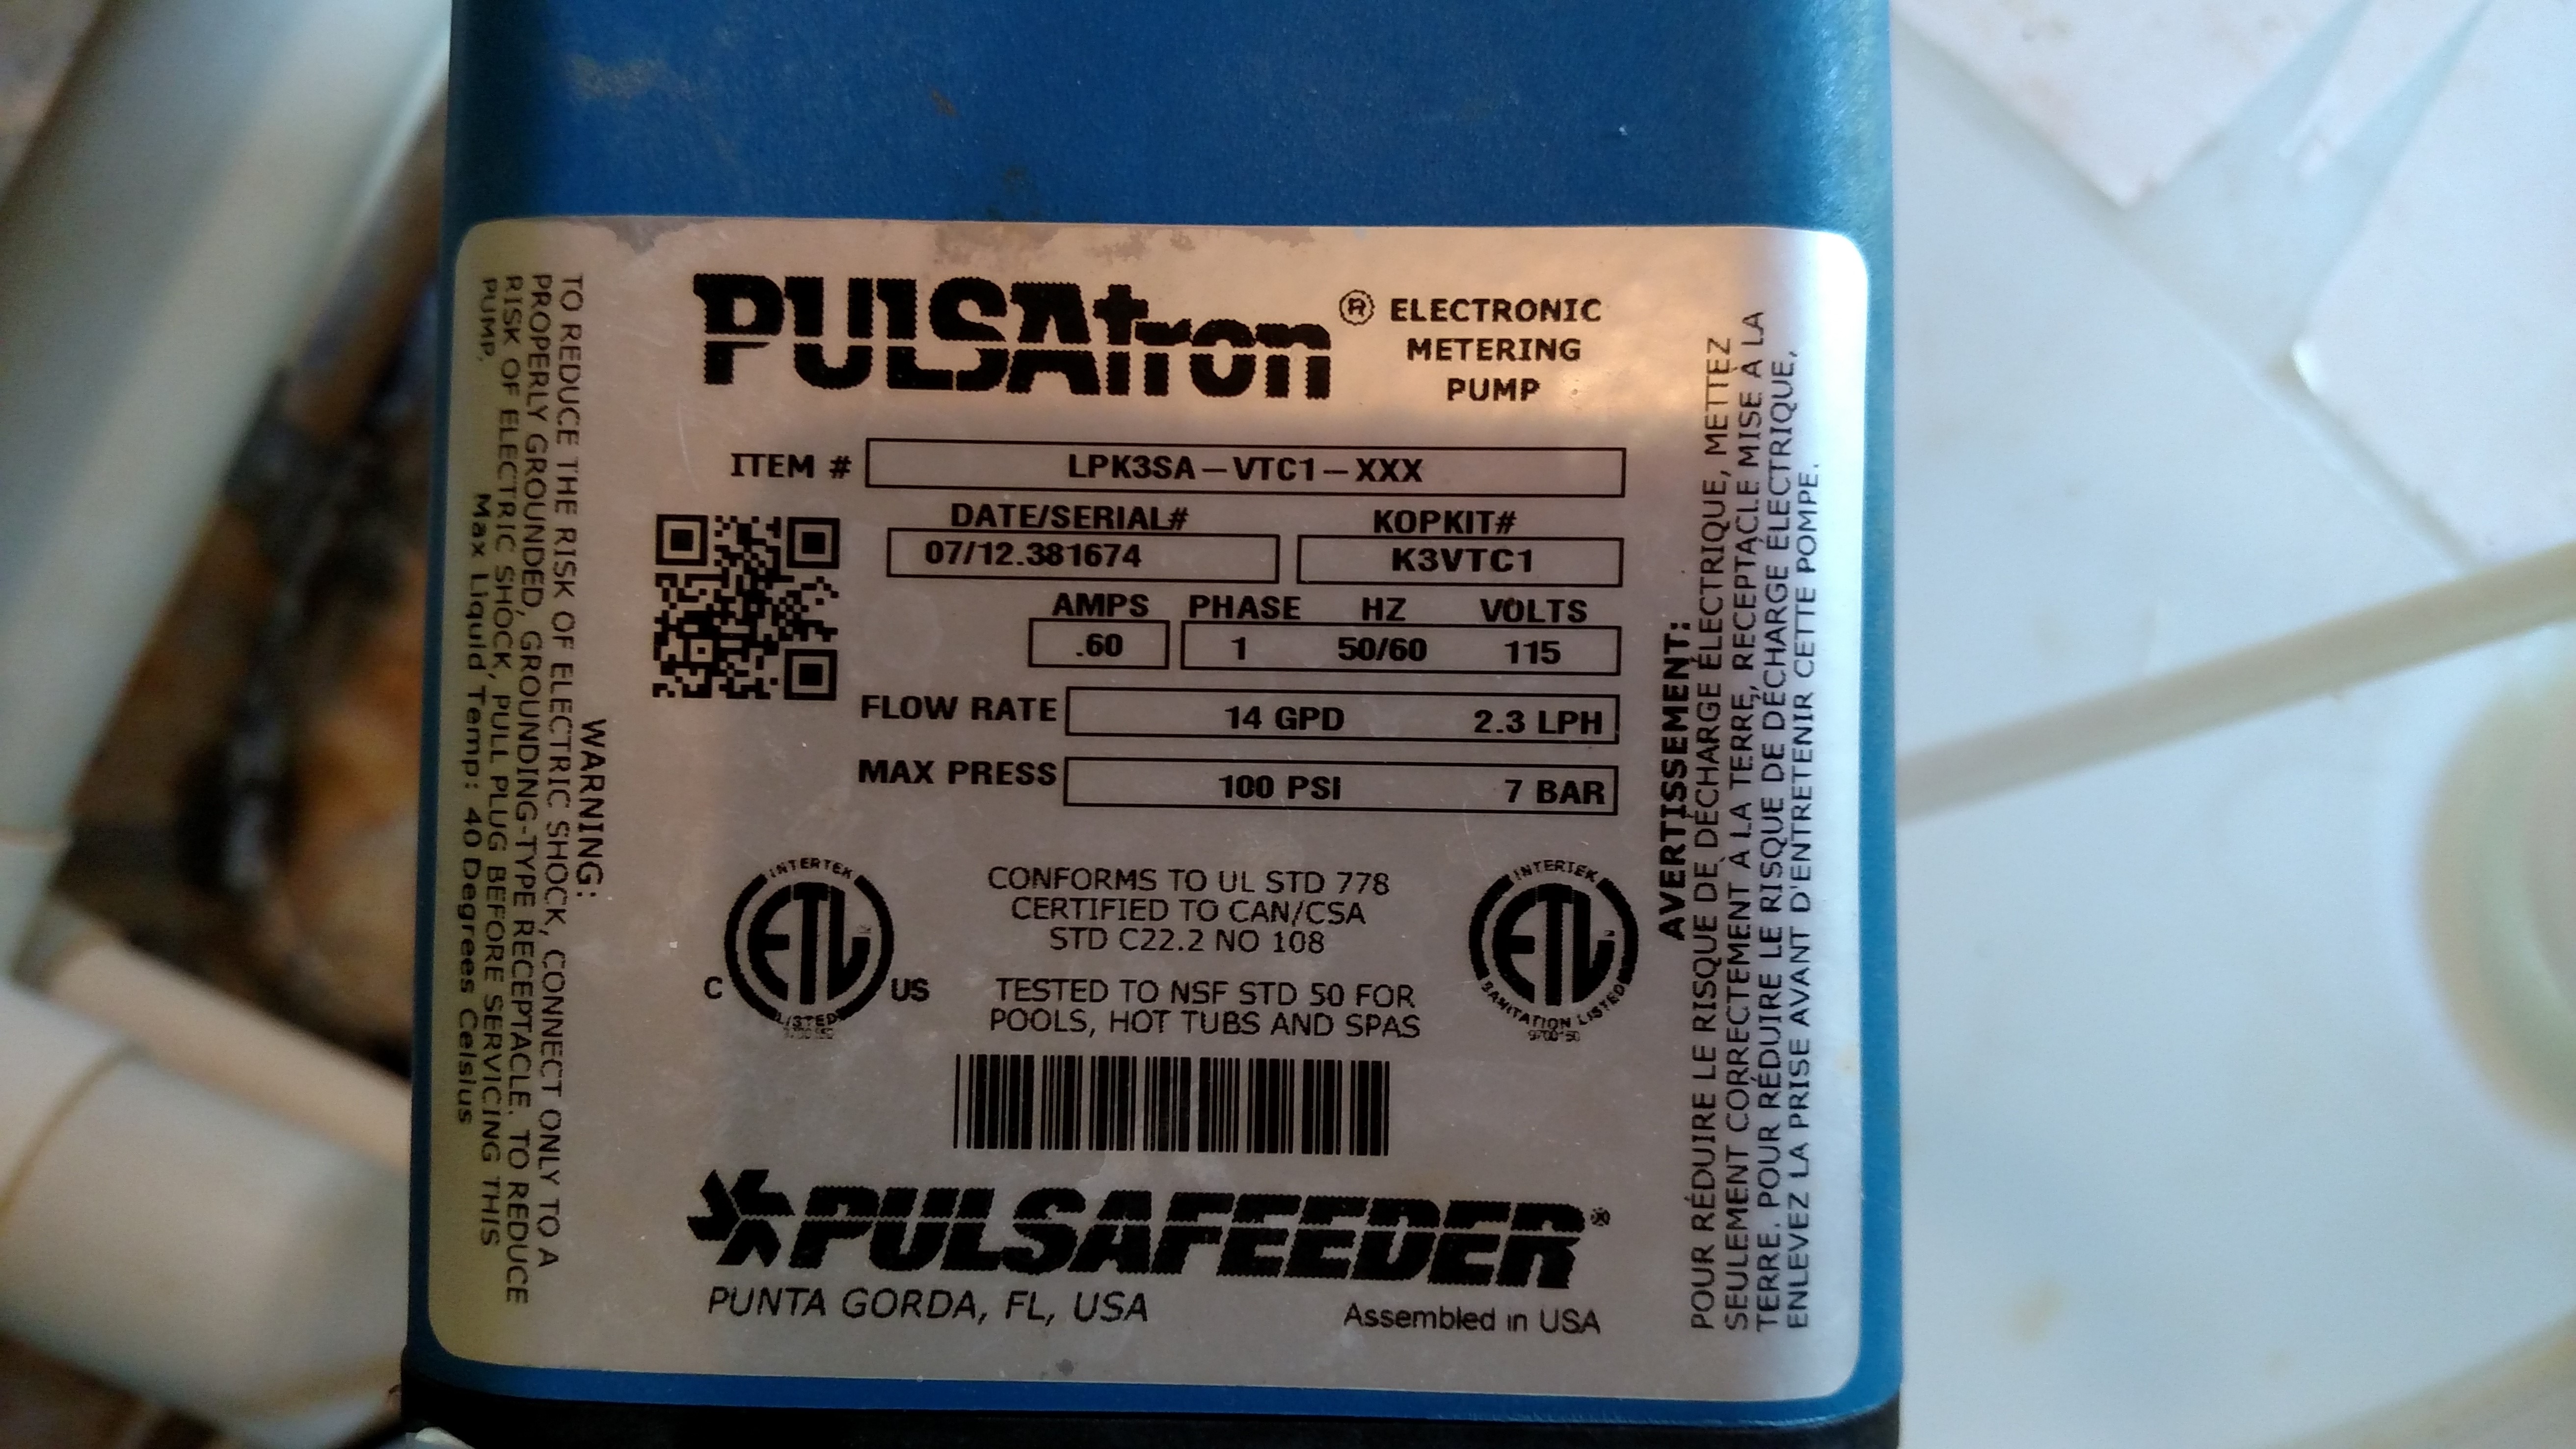 PULSAtron® ELECTRONIC
METERING
PUMP
ITEM # LPK3SA-VTC1-XXX
DATE/SERIAL# KOPKIT#
07/12.381674 K3VTC1
AMPS PHASE HZ VOLTS
.60 1 50/60 115
FLOW RATE 14 GPD 2.3 LPH
MAX PRESS 100 PSI 7 BAR
INTERTEK
ETL
LISTED
C US
CONFORMS TO UL STD 778
CERTIFIED TO CAN/CSA
STD C22.2 NO 108
TESTED TO NSF STD 50 FOR
POOLS, HOT TUBS AND SPAS
INTERTEK
ETL
SANITATION LISTED
PULSAFEEDER®
PUNTA GORDA, FL, USA Assembled in USA
WARNING:
TO REDUCE THE RISK OF ELECTRIC SHOCK, CONNECT ONLY TO A
PROPERLY GROUNDED, GROUNDING-TYPE RECEPTACLE. TO REDUCE
RISK OF ELECTRIC SHOCK, PULL PLUG BEFORE SERVICING THIS
PUMP.
Max Liquid Temp: 40 Degrees Celsius
AVERTISSEMENT:
POUR RÉDUIRE LE RISQUE DE DÉCHARGE ÉLECTRIQUE, METTEZ
SEULEMENT CORRECTEMENT À LA TERRE, RECEPTACLE MISE À LA
TERRE. POUR RÉDUIRE LE RISQUE DE DÉCHARGE ÉLECTRIQUE,
ENLEVEZ LA PRISE AVANT D'ENTRETENIR CETTE POMPE.